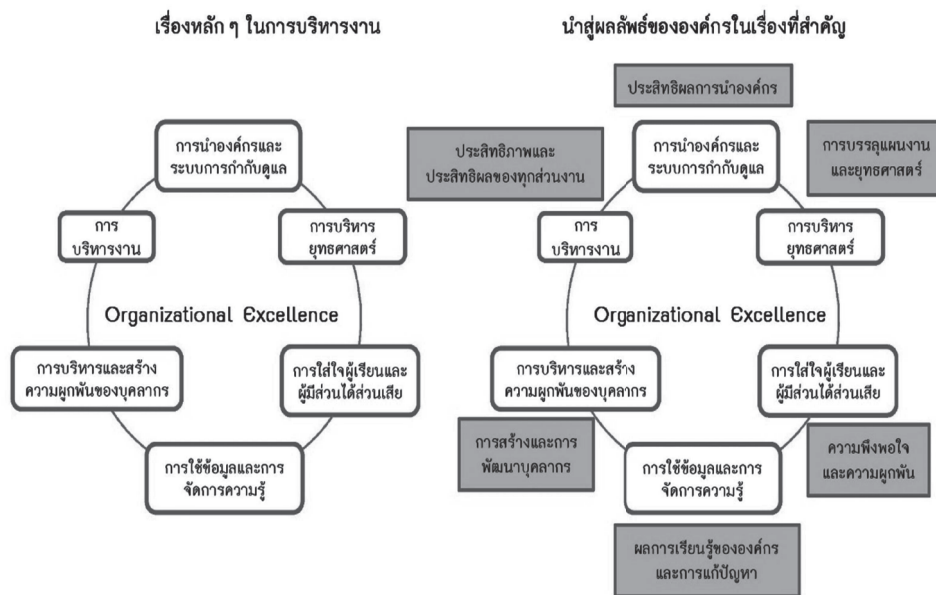 เรื่องหลัก ๆ ในการบริหารงาน
การนำองค์กรและ
ระบบการกำกับดูแล
การ
บริหารงาน
การบริหาร
ยุทธศาสตร์
Organizational Excellence
การบริหารและสร้าง
ความผูกพันของบุคลากร
การใส่ใจผู้เรียนและ
ผู้มีส่วนได้ส่วนเสีย
การใช้ข้อมูลและการ
จัดการความรู้
นำสู่ผลลัพธ์ขององค์กรในเรื่องที่สำคัญ
ประสิทธิผลการนำองค์กร
ประสิทธิภาพและ
ประสิทธิผลของทุกส่วนงาน
การนำองค์กรและ
ระบบการกำกับดูแล
การบรรลุแผนงาน
และยุทธศาสตร์
การ
บริหารงาน
การบริหาร
ยุทธศาสตร์
Organizational Excellence
การบริหารและสร้าง
ความผูกพันของบุคลากร
การใส่ใจผู้เรียนและ
ผู้มีส่วนได้ส่วนเสีย
การสร้างและการ
พัฒนาบุคลากร
การใช้ข้อมูลและการ
จัดการความรู้
ความพึงพอใจ
และความผูกพัน
ผลการเรียนรู้ขององค์กร
และการแก้ปัญหา